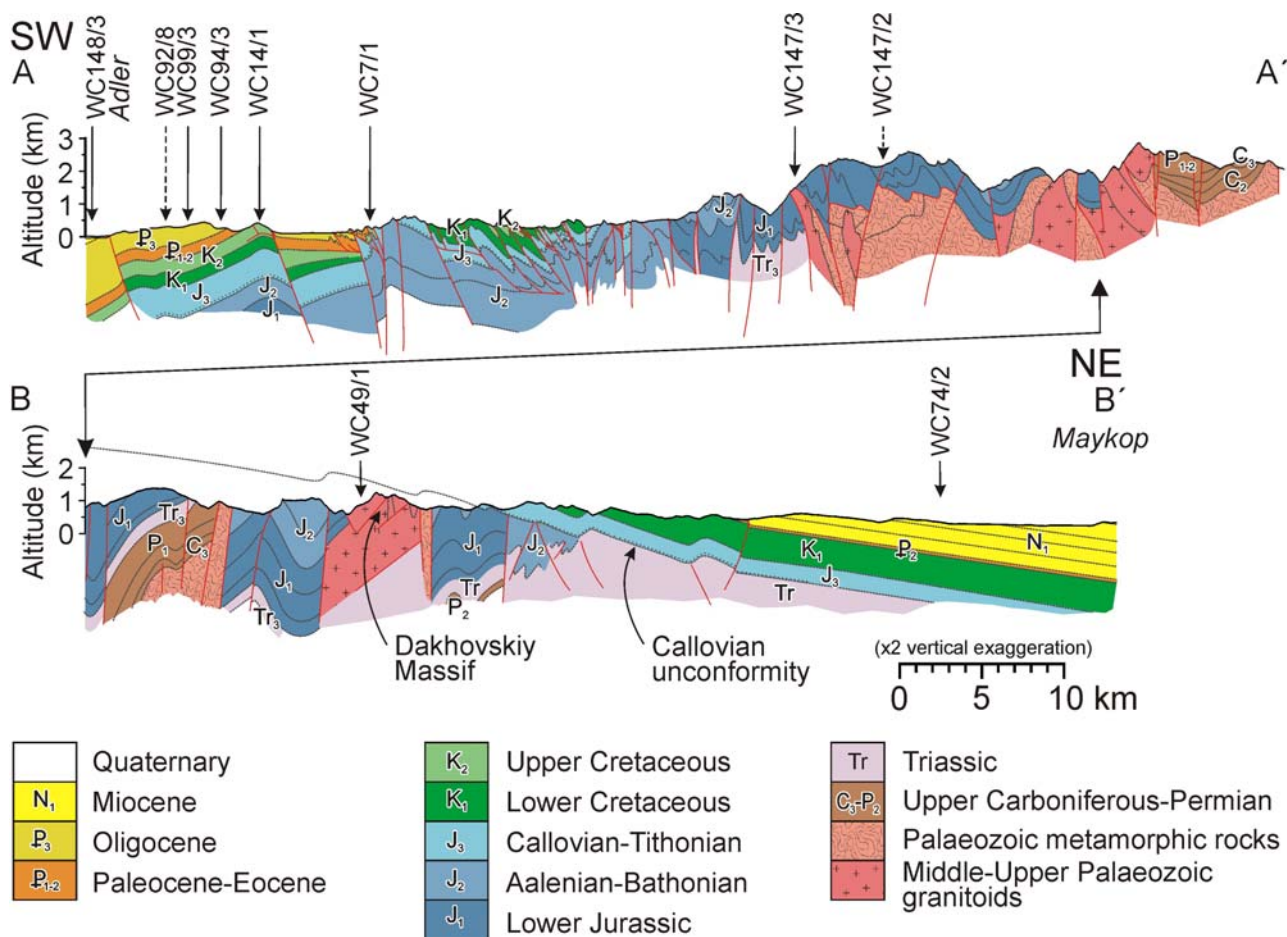 SW
A
A´
WC148/3
Adler
WC92/8
WC99/3
WC94/3
WC14/1
WC7/1
WC147/3
WC147/2
Altitude (km)
3
2
1
0
P₃
P₁₋₂
K₂
K₁
J₃
J₂
J₁
K₁
K₂
J₃
J₂
J₂
J₁
Tr₃
P₁₋₂
C₃
C₂
NE
B
B´
Maykop
WC49/1
WC74/2
Altitude (km)
2
1
0
J₁
Tr₃
P₁
C₃
J₂
J₁
Tr₃
J₁
Tr
P₂
J₂
K₁
P₂
N₁
J₃
Tr
Dakhovskiy
Massif
Callovian
unconformity
(x2 vertical exaggeration)
0 5 10 km
Quaternary
N₁ Miocene
P₃ Oligocene
P₁₋₂ Paleocene-Eocene
K₂ Upper Cretaceous
K₁ Lower Cretaceous
J₃ Callovian-Tithonian
J₂ Aalenian-Bathonian
J₁ Lower Jurassic
Tr Triassic
C₃-P₂ Upper Carboniferous-Permian
Palaeozoic metamorphic rocks
Middle-Upper Palaeozoic
granitoids